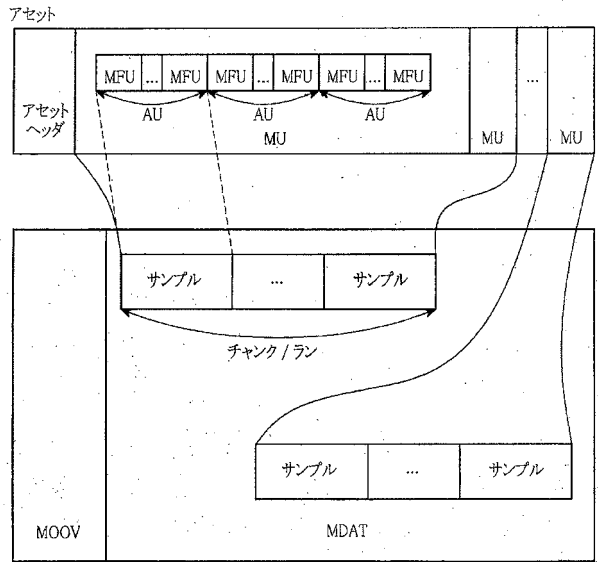 アセット
アセット
ヘッダ
MFU ... MFU MFU ... MFU MFU ... MFU
AU AU AU
MU
MU
...
MU
サンプル ... サンプル
チャンク / ラン
サンプル ... サンプル
MOOV
MDAT